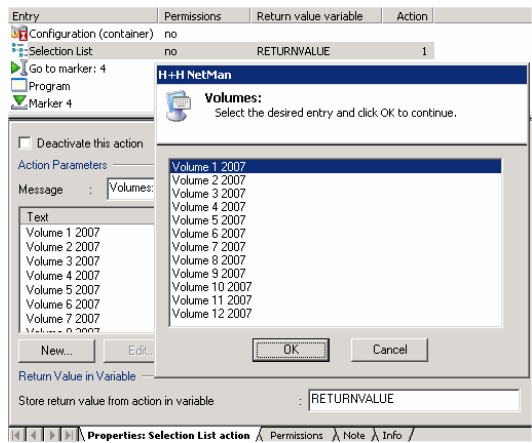 Entry Permissions Return value variable Action
Configuration (container) no
Selection List no RETURNVALUE 1
Go to marker: 4
Program
Marker 4
H+H NetMan
Volumes:
Select the desired entry and click OK to continue.
Volume 1 2007
Volume 2 2007
Volume 3 2007
Volume 4 2007
Volume 5 2007
Volume 6 2007
Volume 7 2007
Volume 8 2007
Volume 9 2007
Volume 10 2007
Volume 11 2007
Volume 12 2007
OK Cancel
Deactivate this action
Action Parameters
Message : Volumes:
Text
Volume 1 2007
Volume 2 2007
Volume 3 2007
Volume 4 2007
Volume 5 2007
Volume 6 2007
Volume 7 2007
Volume 8 2007
New... Edit..
Return Value in Variable
Store return value from action in variable : RETURNVALUE
Properties: Selection List action Permissions Note Info